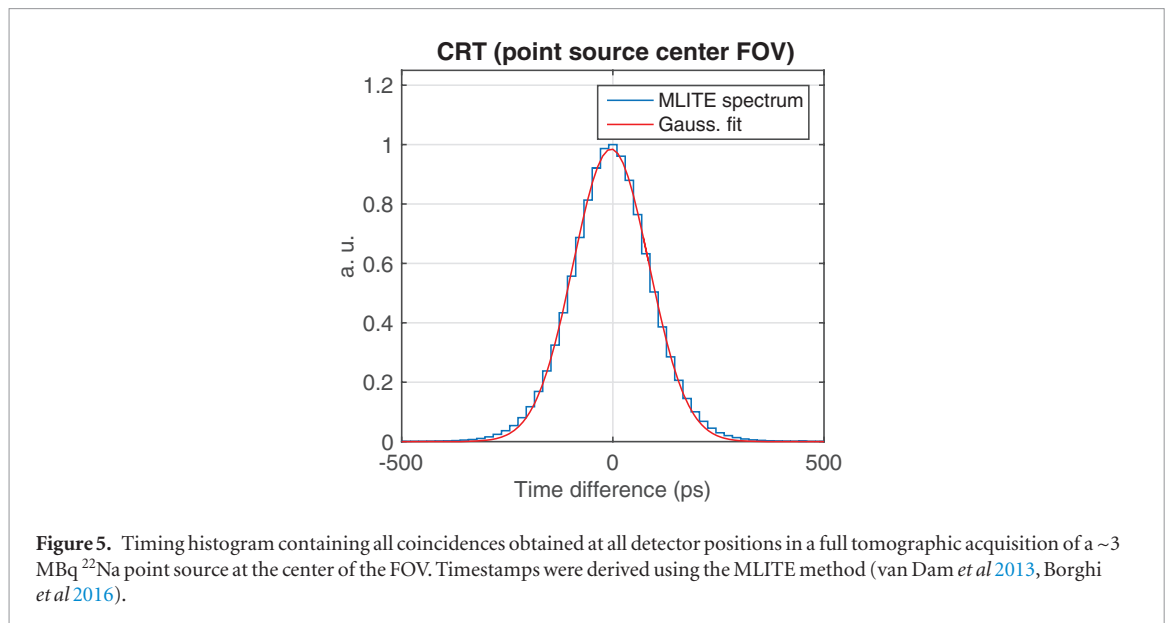 CRT (point source center FOV)
1.2
1
0.8
0.6
0.4
0.2
0
a. u.
MLITE spectrum
Gauss. fit
-500
0
500
Time difference (ps)
Figure 5. Timing histogram containing all coincidences obtained at all detector positions in a full tomographic acquisition of a ~3
MBq ²²Na point source at the center of the FOV. Timestamps were derived using the MLITE method (van Dam et al 2013, Borghi
et al 2016).